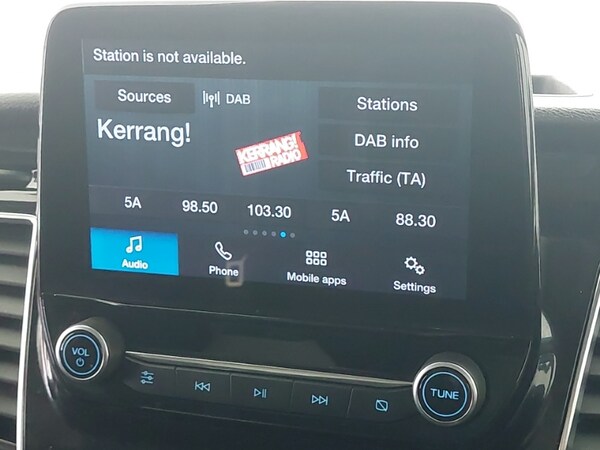 Station is not available.
Sources
DAB
Stations
Kerrang!
KERRANG!
RADIO
DAB info
Traffic (TA)
5A
98.50
103.30
5A
88.30
Audio
Phone
Mobile apps
Settings
VOL
TUNE